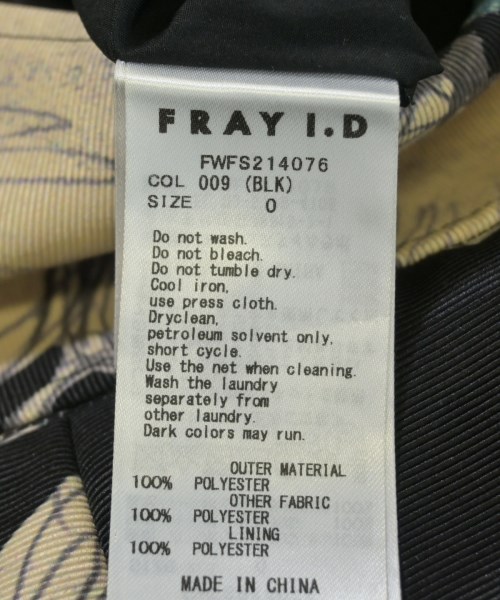 FRAY I.D
FWFS214076
COL 009 (BLK)
SIZE 0
Do not wash.
Do not bleach.
Do not tumble dry.
Cool iron,
use press cloth.
Dryclean,
petroleum solvent only,
short cycle.
Use the net when cleaning.
Wash the laundry
separately from
other laundry.
Dark colors may run.
OUTER MATERIAL
100% POLYESTER
OTHER FABRIC
100% POLYESTER
LINING
100% POLYESTER
MADE IN CHINA